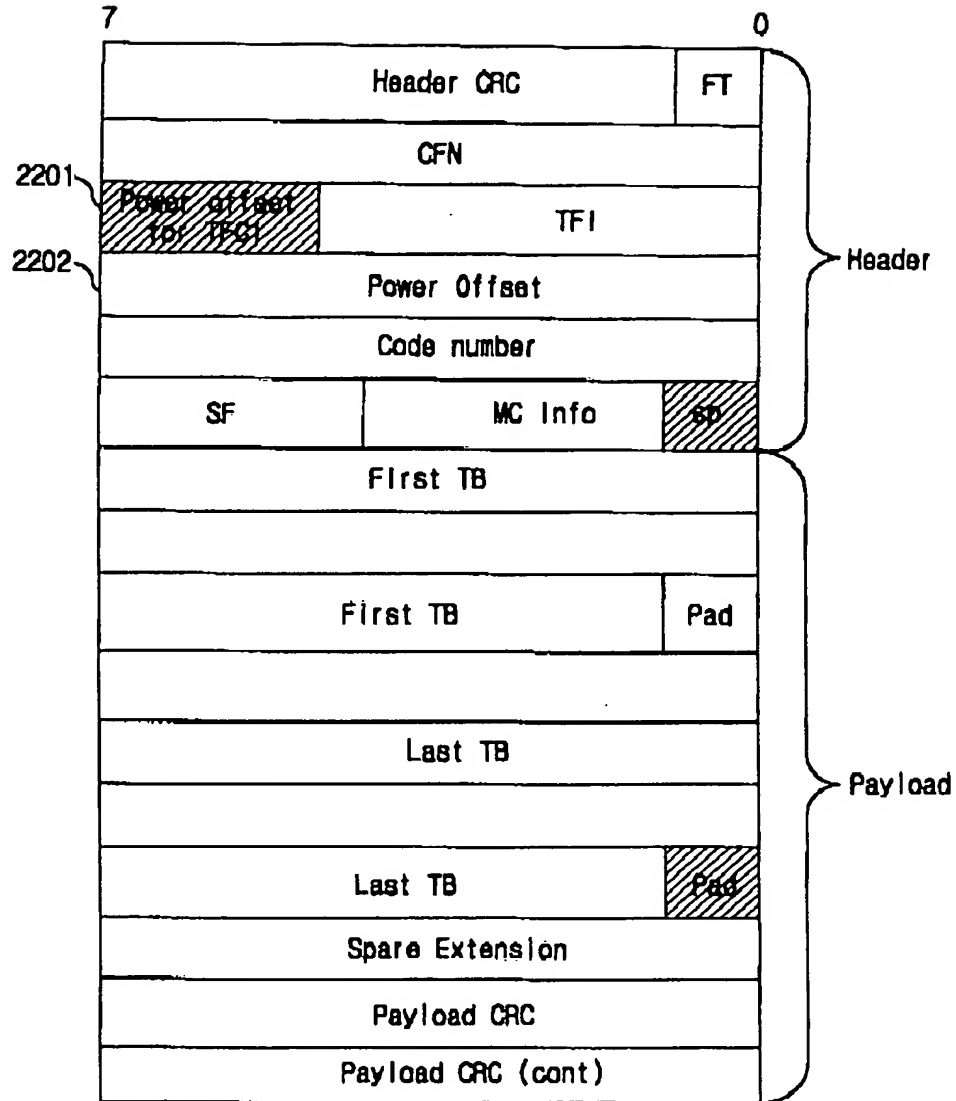 7 0
Header CRC FT
CFN
2201
Power offset
for TFCI
TFI
2202
Power Offset
Header
Code number
SF MC Info sp
First TB
First TB Pad
Last TB
Payload
Last TB Pad
Spare Extension
Payload CRC
Payload CRC (cont)